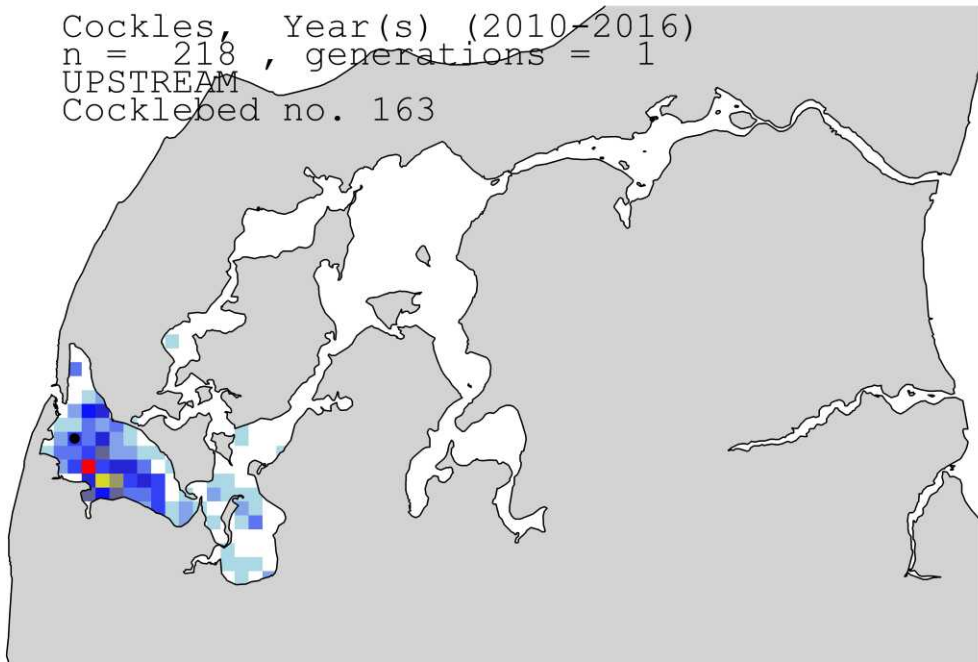 Cockles, Year(s) (2010-2016)
n = 218 , generations = 1
UPSTREAM
Cocklebed no. 163